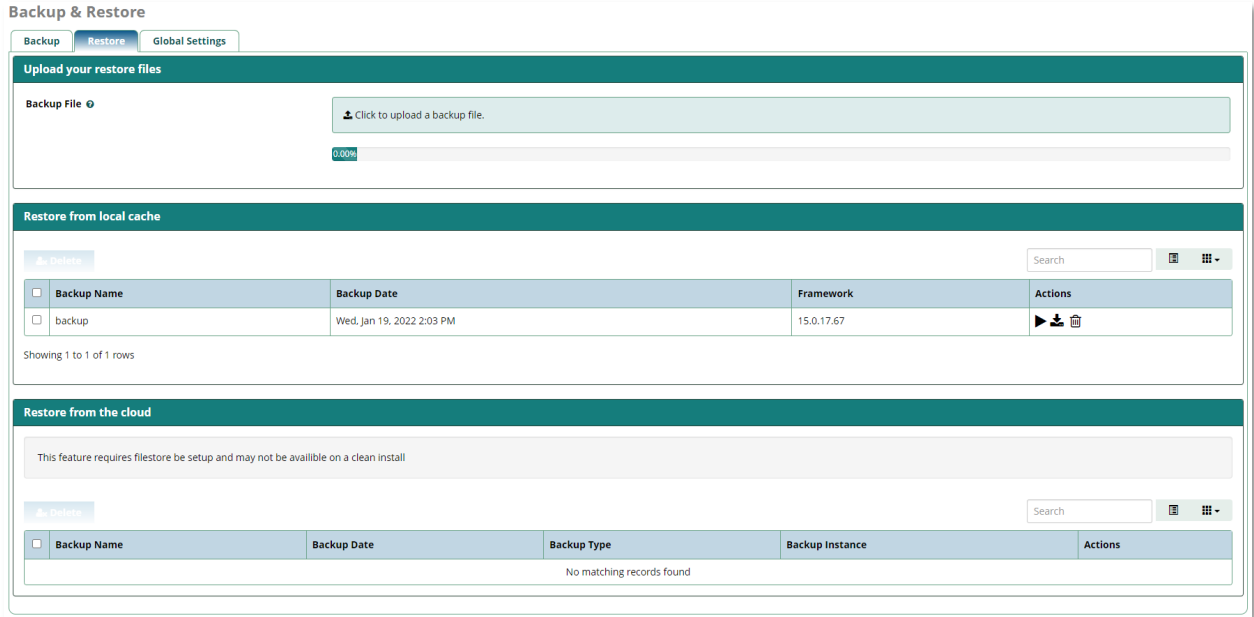 Backup & Restore
Backup Restore Global Settings
Upload your restore files
Backup File
Click to upload a backup file.
0.00%
Restore from local cache
Delete Search
Backup Name Backup Date Framework Actions
backup Wed, Jan 19, 2022 2:03 PM 15.0.17.67
Showing 1 to 1 of 1 rows
Restore from the cloud
This feature requires filestore be setup and may not be availible on a clean install
Delete Search
Backup Name Backup Date Backup Type Backup Instance Actions
No matching records found